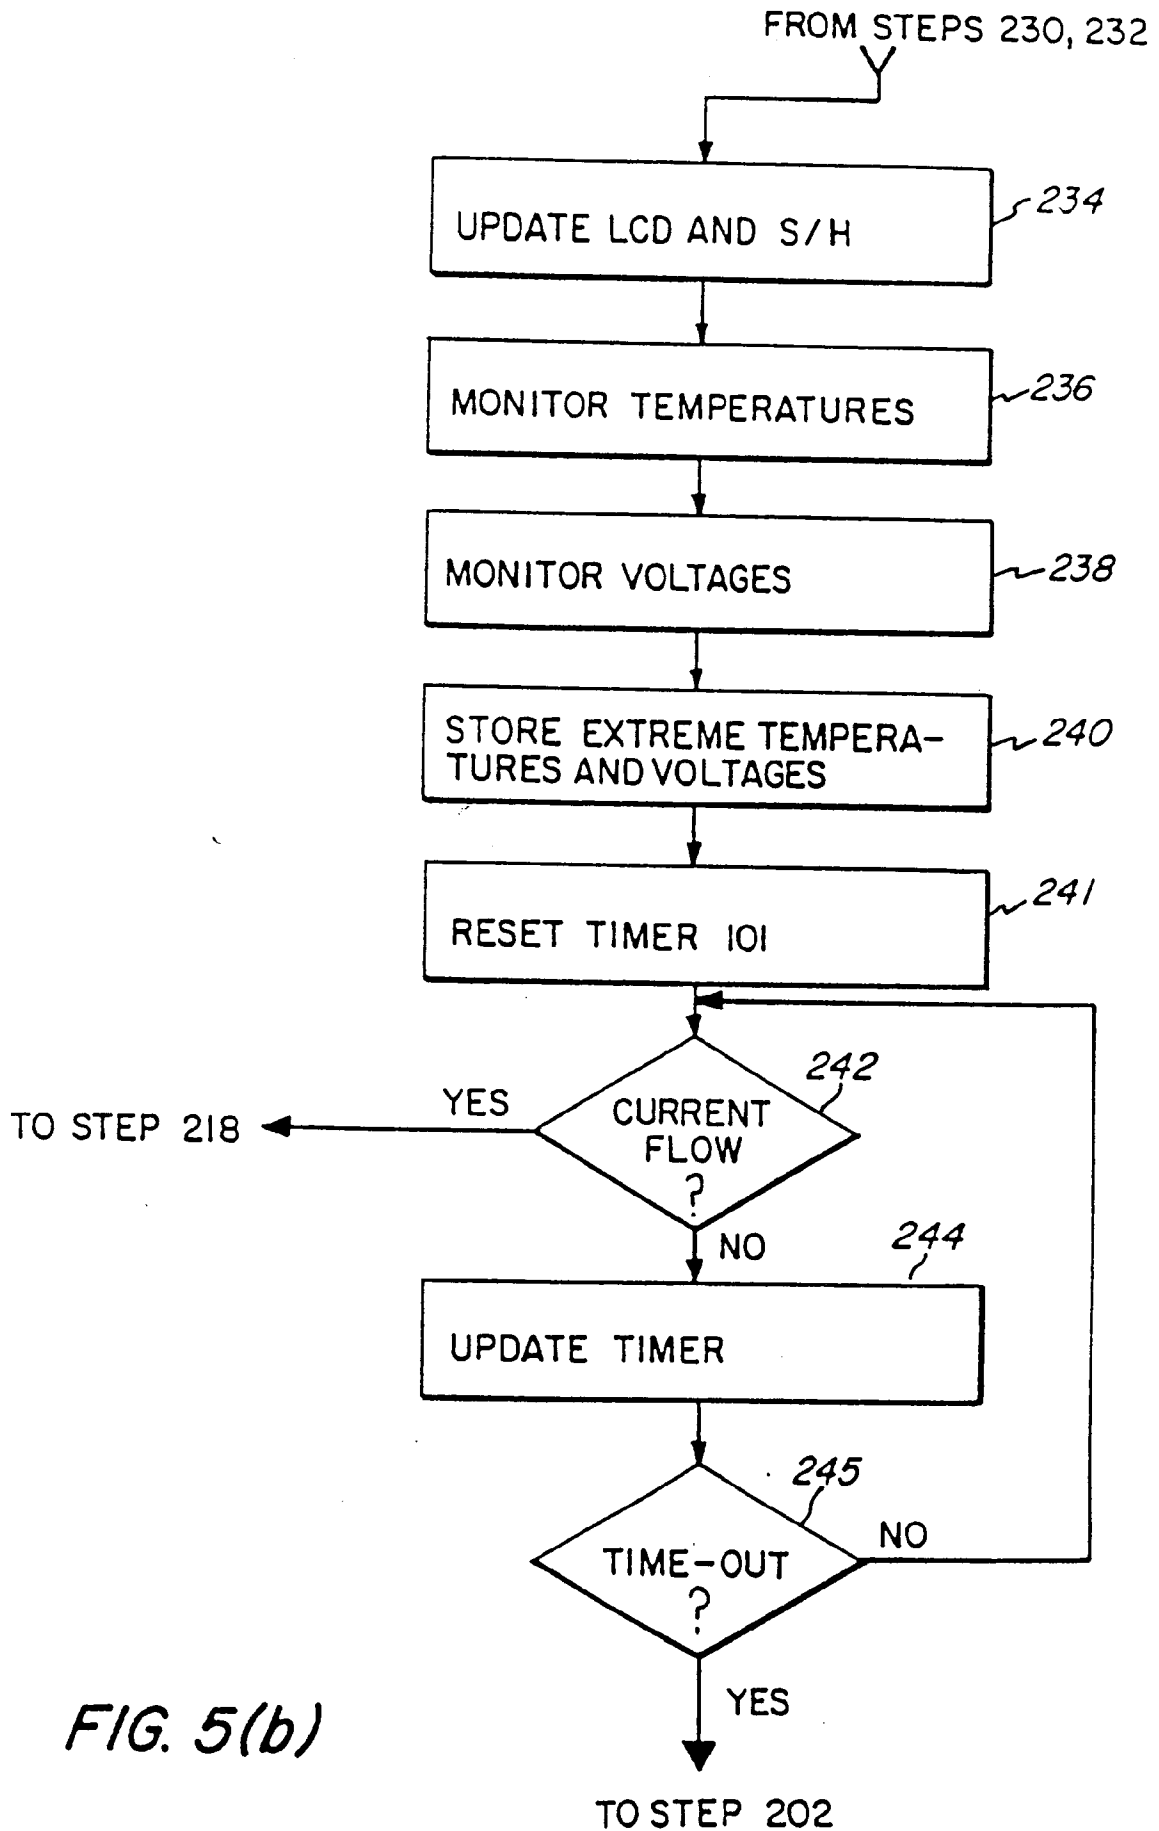 FROM STEPS 230, 232
UPDATE LCD AND S/H
234
MONITOR TEMPERATURES
236
MONITOR VOLTAGES
238
STORE EXTREME TEMPERA-
TURES AND VOLTAGES
240
RESET TIMER 101
241
242
YES
TO STEP 218
CURRENT
FLOW
?
NO
244
UPDATE TIMER
245
NO
TIME-OUT
?
YES
FIG. 5(b)
TO STEP 202